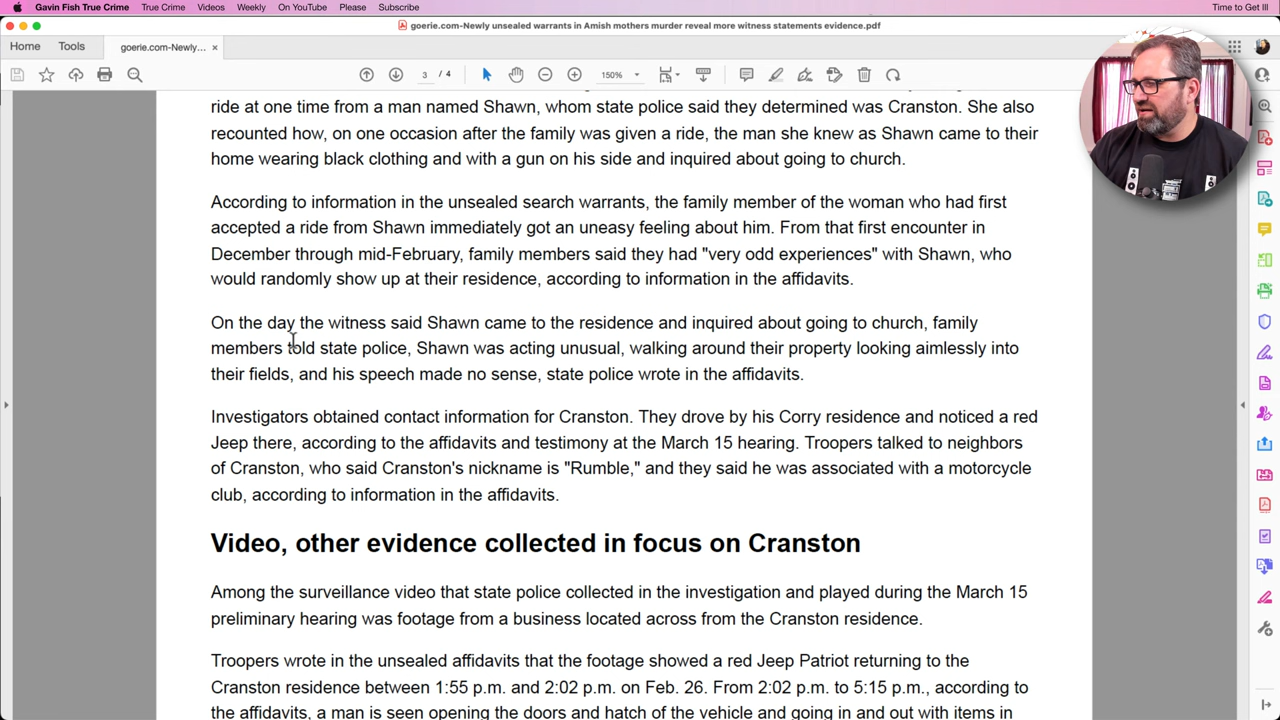 Gavin Fish True Crime True Crime Videos Weekly On YouTube Please Subscribe Time to Get Ill
goerie.com-Newly unsealed warrants in Amish mothers murder reveal more witness statements evidence.pdf
Home Tools goerie.com-Newly... ×
3 / 4 150%
ride at one time from a man named Shawn, whom state police said they determined was Cranston. She also
recounted how, on one occasion after the family was given a ride, the man she knew as Shawn came to their
home wearing black clothing and with a gun on his side and inquired about going to church.
According to information in the unsealed search warrants, the family member of the woman who had first
accepted a ride from Shawn immediately got an uneasy feeling about him. From that first encounter in
December through mid-February, family members said they had "very odd experiences" with Shawn, who
would randomly show up at their residence, according to information in the affidavits.
On the day the witness said Shawn came to the residence and inquired about going to church, family
members told state police, Shawn was acting unusual, walking around their property looking aimlessly into
their fields, and his speech made no sense, state police wrote in the affidavits.
Investigators obtained contact information for Cranston. They drove by his Corry residence and noticed a red
Jeep there, according to the affidavits and testimony at the March 15 hearing. Troopers talked to neighbors
of Cranston, who said Cranston's nickname is "Rumble," and they said he was associated with a motorcycle
club, according to information in the affidavits.
Video, other evidence collected in focus on Cranston
Among the surveillance video that state police collected in the investigation and played during the March 15
preliminary hearing was footage from a business located across from the Cranston residence.
Troopers wrote in the unsealed affidavits that the footage showed a red Jeep Patriot returning to the
Cranston residence between 1:55 p.m. and 2:02 p.m. on Feb. 26. From 2:02 p.m. to 5:15 p.m., according to
the affidavits, a man is seen opening the doors and hatch of the vehicle and going in and out with items in